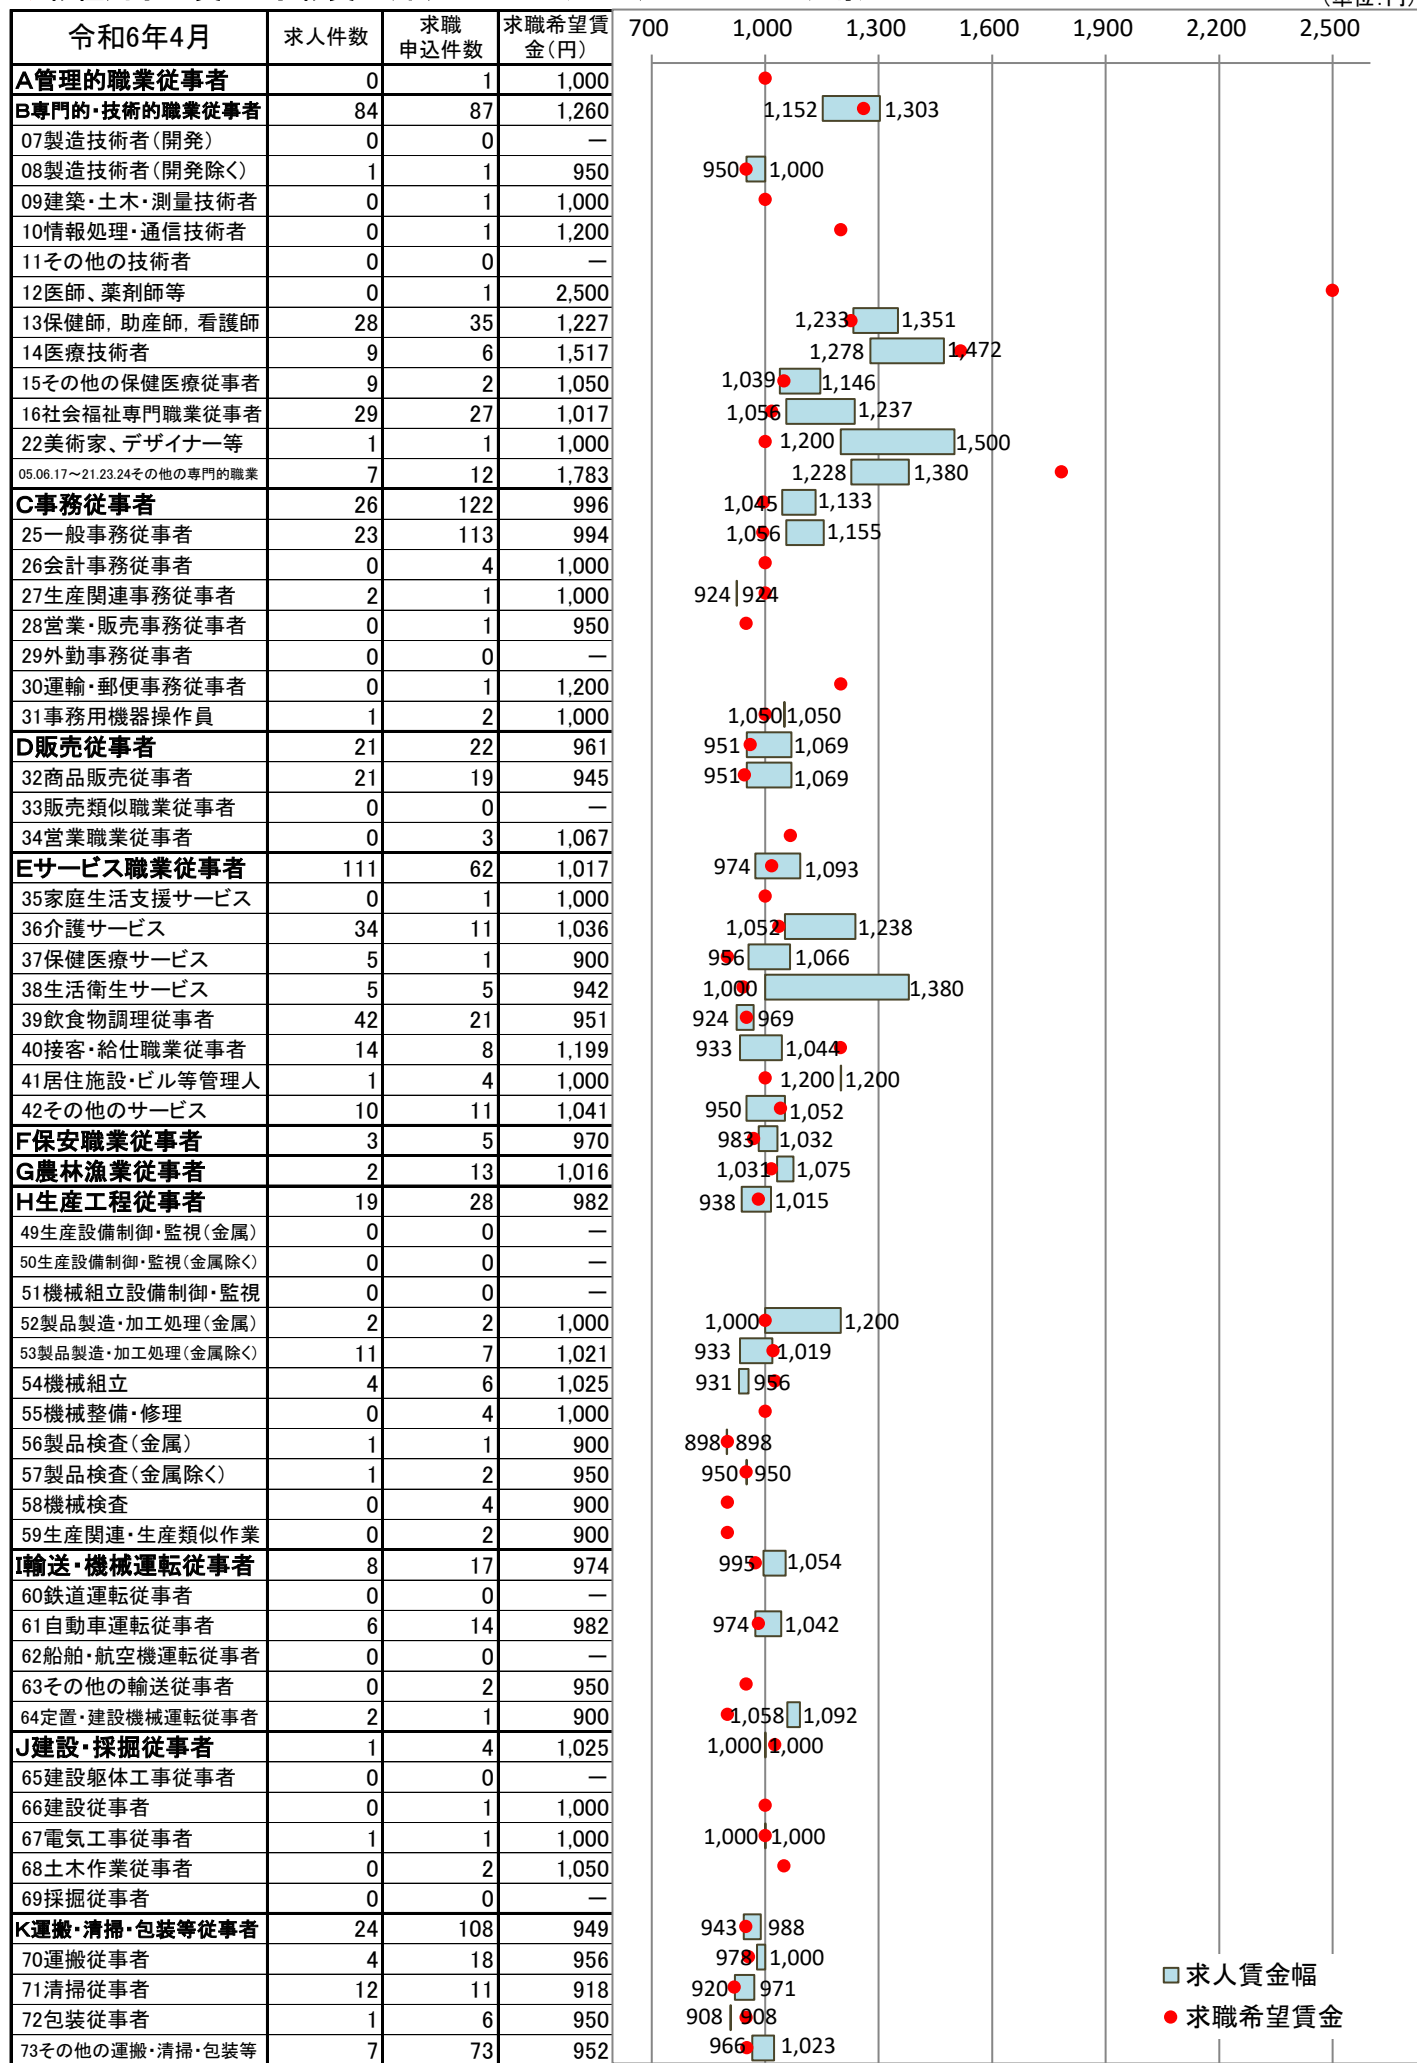 (単位:円)
令和6年4月 求人件数 求職申込件数 求職希望賃金(円) 700 1,000 1,300 1,600 1,900 2,200 2,500
A管理的職業従事者 0 1 1,000
B専門的・技術的職業従事者 84 87 1,260 1,152 1,303
07製造技術者(開発) 0 0 ―
08製造技術者(開発除く) 1 1 950 950 1,000
09建築・土木・測量技術者 0 1 1,000
10情報処理・通信技術者 0 1 1,200
11その他の技術者 0 0 ―
12医師、薬剤師等 0 1 2,500
13保健師,助産師,看護師 28 35 1,227 1,233 1,351
14医療技術者 9 6 1,517 1,278 1,472
15その他の保健医療従事者 9 2 1,050 1,039 1,146
16社会福祉専門職業従事者 29 27 1,017 1,056 1,237
22美術家、デザイナー等 1 1 1,000 1,200 1,500
05.06.17～21.23.24その他の専門的職業 7 12 1,783 1,228 1,380
C事務従事者 26 122 996 1,045 1,133
25一般事務従事者 23 113 994 1,056 1,155
26会計事務従事者 0 4 1,000
27生産関連事務従事者 2 1 1,000 924 924
28営業・販売事務従事者 0 1 950
29外勤事務従事者 0 0 ―
30運輸・郵便事務従事者 0 1 1,200
31事務用機器操作員 1 2 1,000 1,050 1,050
D販売従事者 21 22 961 951 1,069
32商品販売従事者 21 19 945 951 1,069
33販売類似職業従事者 0 0 ―
34営業職業従事者 0 3 1,067
Eサービス職業従事者 111 62 1,017 974 1,093
35家庭生活支援サービス 0 1 1,000
36介護サービス 34 11 1,036 1,052 1,238
37保健医療サービス 5 1 900 956 1,066
38生活衛生サービス 5 5 942 1,000 1,380
39飲食物調理従事者 42 21 951 924 969
40接客・給仕職業従事者 14 8 1,199 933 1,044
41居住施設・ビル等管理人 1 4 1,000 1,200 1,200
42その他のサービス 10 11 1,041 950 1,052
F保安職業従事者 3 5 970 983 1,032
G農林漁業従事者 2 13 1,016 1,031 1,075
H生産工程従事者 19 28 982 938 1,015
49生産設備制御・監視(金属) 0 0 ―
50生産設備制御・監視(金属除く) 0 0 ―
51機械組立設備制御・監視 0 0 ―
52製品製造・加工処理(金属) 2 2 1,000 1,000 1,200
53製品製造・加工処理(金属除く) 11 7 1,021 933 1,019
54機械組立 4 6 1,025 931 956
55機械整備・修理 0 4 1,000
56製品検査(金属) 1 1 900 898 898
57製品検査(金属除く) 1 2 950 950 950
58機械検査 0 4 900
59生産関連・生産類似作業 0 2 900
I輸送・機械運転従事者 8 17 974 995 1,054
60鉄道運転従事者 0 0 ―
61自動車運転従事者 6 14 982 974 1,042
62船舶・航空機運転従事者 0 0 ―
63その他の輸送従事者 0 2 950
64定置・建設機械運転従事者 2 1 900 1,058 1,092
J建設・採掘従事者 1 4 1,025 1,000 1,000
65建設躯体工事従事者 0 0 ―
66建設従事者 0 1 1,000
67電気工事従事者 1 1 1,000 1,000 1,000
68土木作業従事者 0 2 1,050
69採掘従事者 0 0 ―
K運搬・清掃・包装等従事者 24 108 949 943 988
70運搬従事者 4 18 956 978 1,000
71清掃従事者 12 11 918 920 971
72包装従事者 1 6 950 908 908
73その他の運搬・清掃・包装等 7 73 952 966 1,023
求人賃金幅
求職希望賃金